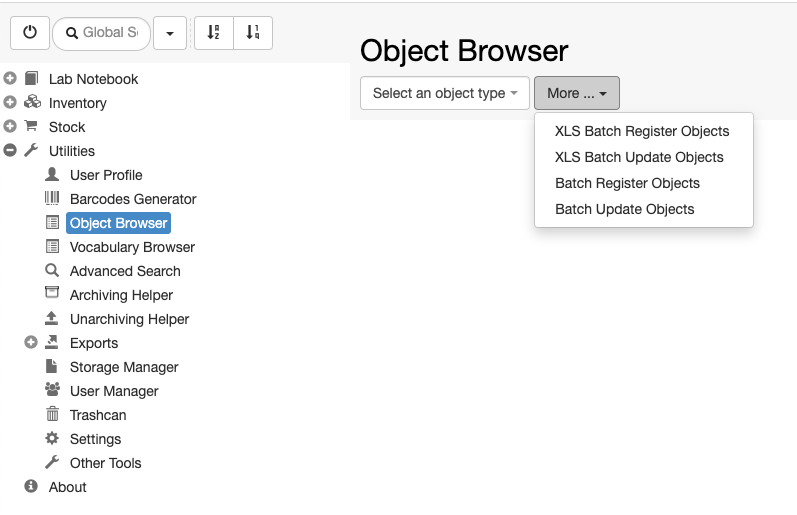 Global S
Object Browser
Select an object type
More ...
XLS Batch Register Objects
XLS Batch Update Objects
Batch Register Objects
Batch Update Objects
Lab Notebook
Inventory
Stock
Utilities
User Profile
Barcodes Generator
Object Browser
Vocabulary Browser
Advanced Search
Archiving Helper
Unarchiving Helper
Exports
Storage Manager
User Manager
Trashcan
Settings
Other Tools
About